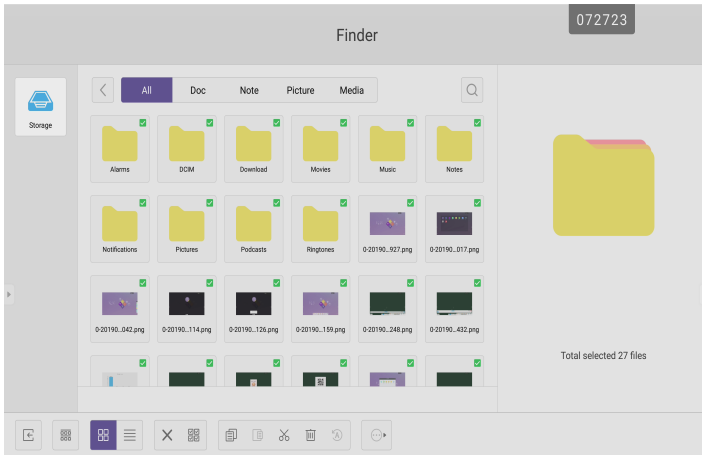 072723
Finder
Storage
All Doc Note Picture Media
Alarms DCIM Download Movies Music Notes
Notifications Pictures Podcasts Ringtones 0-20190...927.png 0-20190...017.png
0-20190...042.png 0-20190...114.png 0-20190...126.png 0-20190...159.png 0-20190...248.png 0-20190...432.png
Total selected 27 files